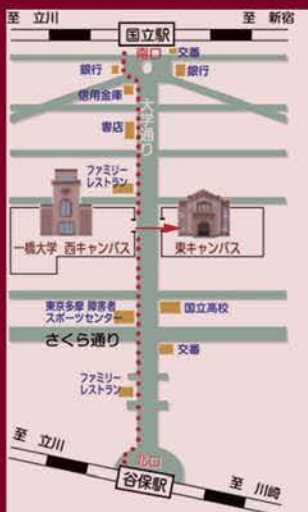 至 立川
至 新宿
国立駅
南口
交番
銀行
銀行
信用金庫
大学通り
書店
ファミリー
レストラン
一橋大学 西キャンパス
東キャンパス
東京多摩 障害者
スポーツセンター
国立高校
さくら通り
交番
ファミリー
レストラン
至 立川
北口
谷保駅
至 川崎